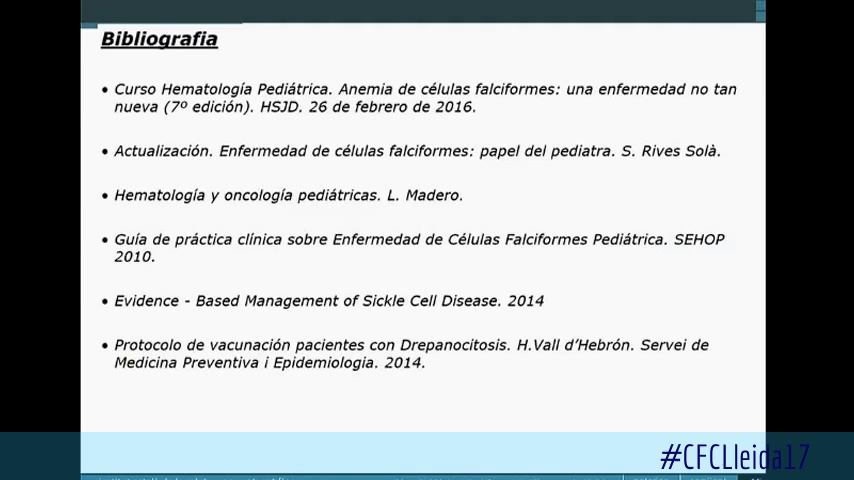 Bibliografia
• Curso Hematología Pediátrica. Anemia de células falciformes: una enfermedad no tan
nueva (7º edición). HSJD. 26 de febrero de 2016.
• Actualización. Enfermedad de células falciformes: papel del pediatra. S. Rives Solà.
• Hematología y oncología pediátricas. L. Madero.
• Guía de práctica clínica sobre Enfermedad de Células Falciformes Pediátrica. SEHOP
2010.
• Evidence - Based Management of Sickle Cell Disease. 2014
• Protocolo de vacunación pacientes con Drepanocitosis. H.Vall d’Hebrón. Servei de
Medicina Preventiva i Epidemiologia. 2014.
#CFCLleida17